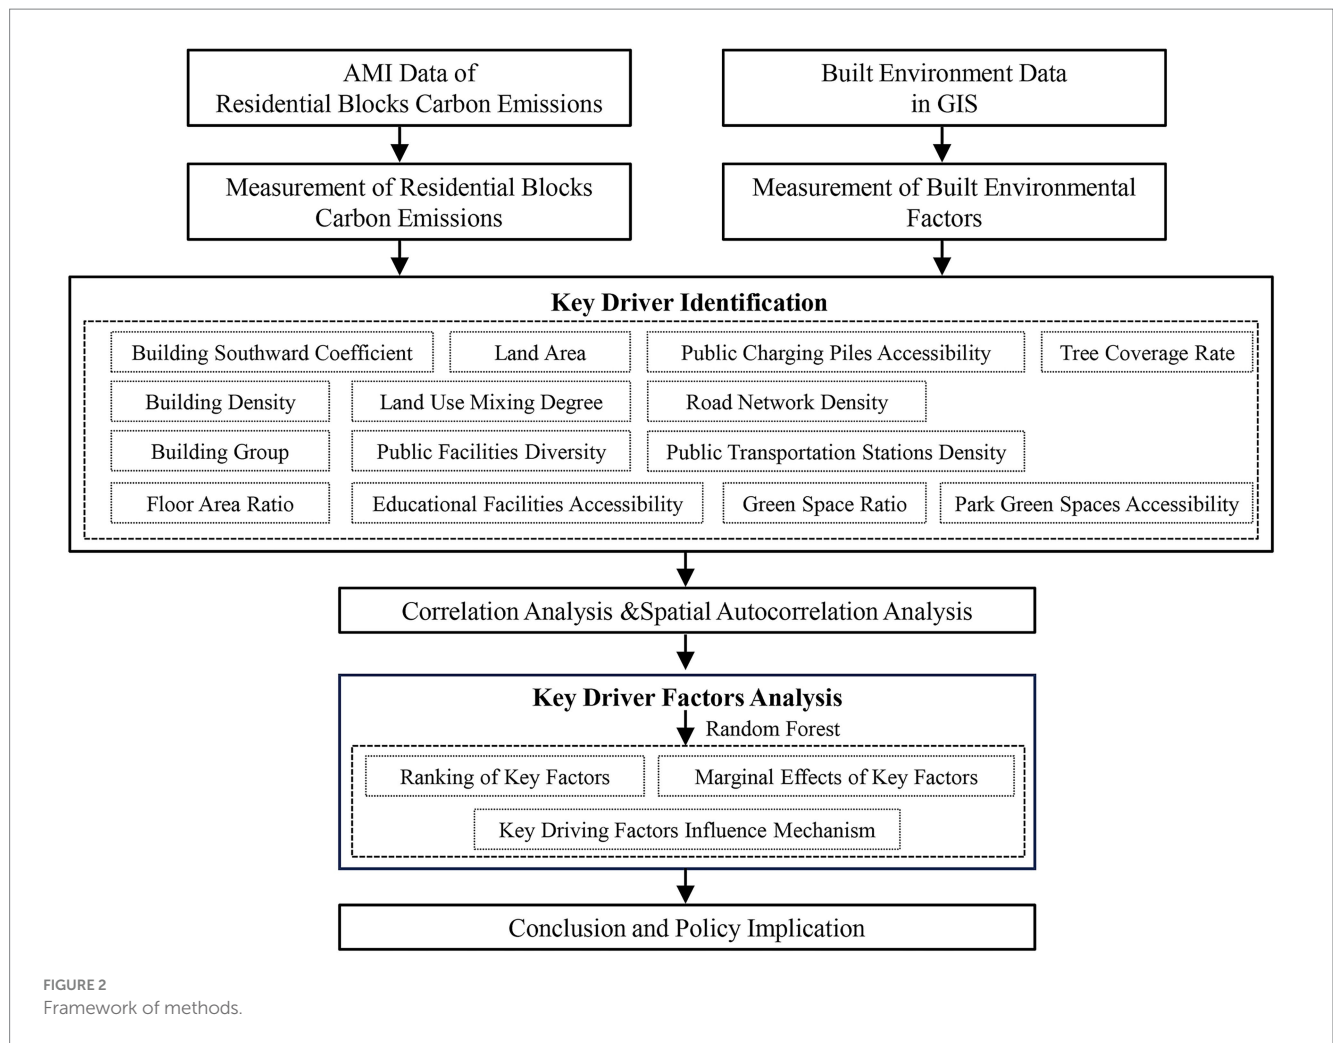 AMI Data of
Residential Blocks Carbon Emissions
Built Environment Data
in GIS
Measurement of Residential Blocks
Carbon Emissions
Measurement of Built Environmental
Factors
Key Driver Identification
Building Southward Coefficient
Land Area
Public Charging Piles Accessibility
Tree Coverage Rate
Building Density
Land Use Mixing Degree
Road Network Density
Building Group
Public Facilities Diversity
Public Transportation Stations Density
Floor Area Ratio
Educational Facilities Accessibility
Green Space Ratio
Park Green Spaces Accessibility
Correlation Analysis &Spatial Autocorrelation Analysis
Key Driver Factors Analysis
Random Forest
Ranking of Key Factors
Marginal Effects of Key Factors
Key Driving Factors Influence Mechanism
Conclusion and Policy Implication
FIGURE 2
Framework of methods.